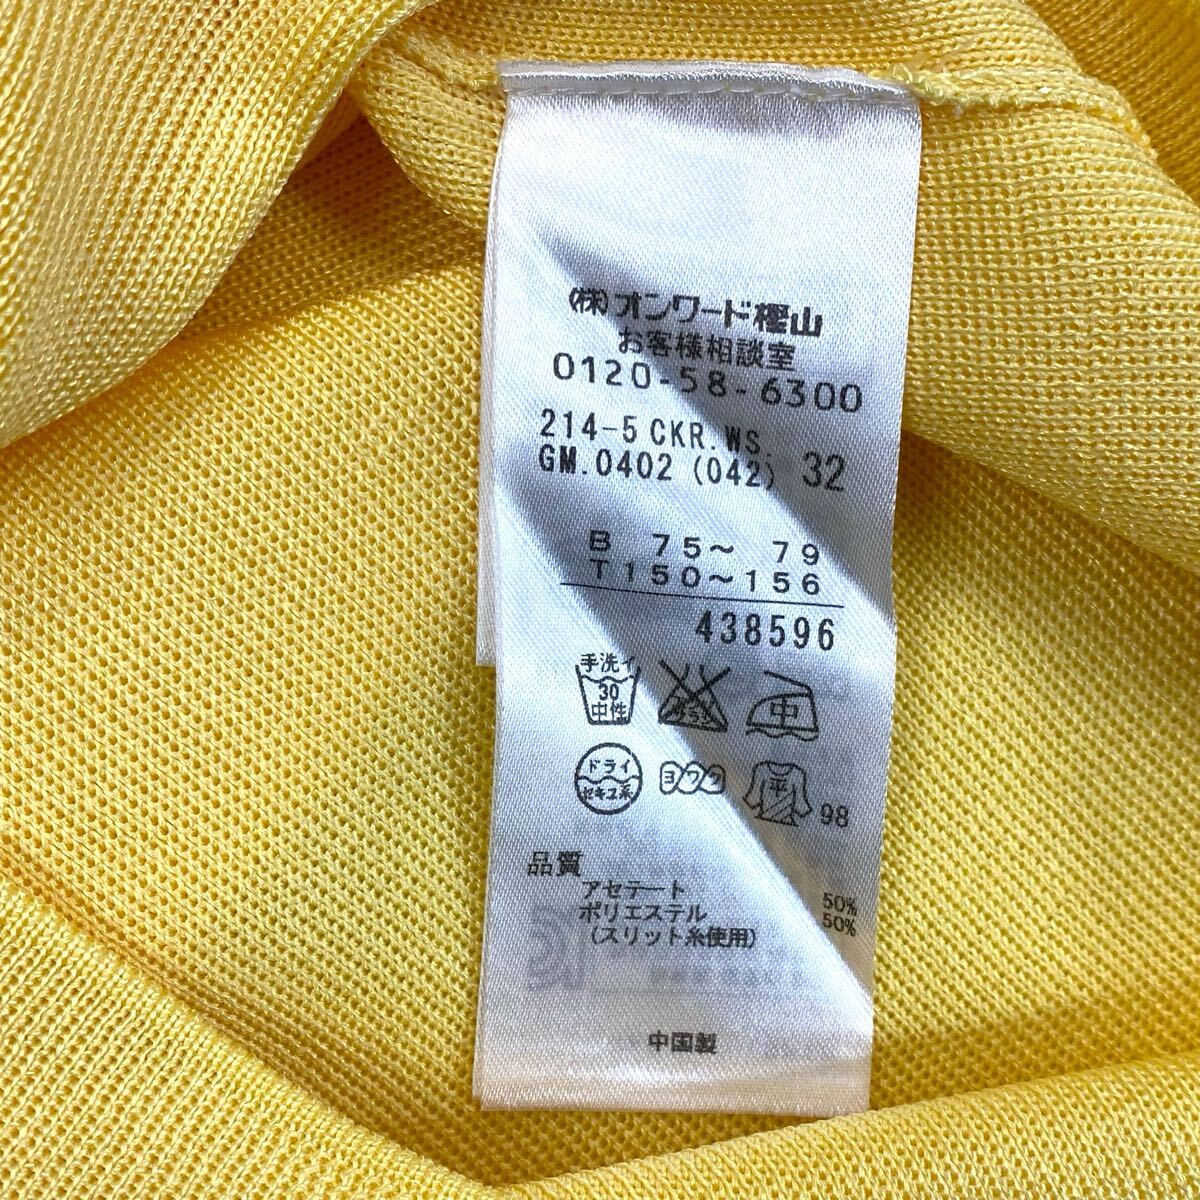 (株)オンワード樫山
お客様相談室
0120-58-6300
214-5 CKR.WS.
GM.0402 (042) 32
B 75～ 79
T150～156
438596
手洗イ
30
中性
中
ドライ
セキユ系
ヨワク
平
98
品質
アセテート 50%
ポリエステル 50%
(スリット糸使用)
中国製